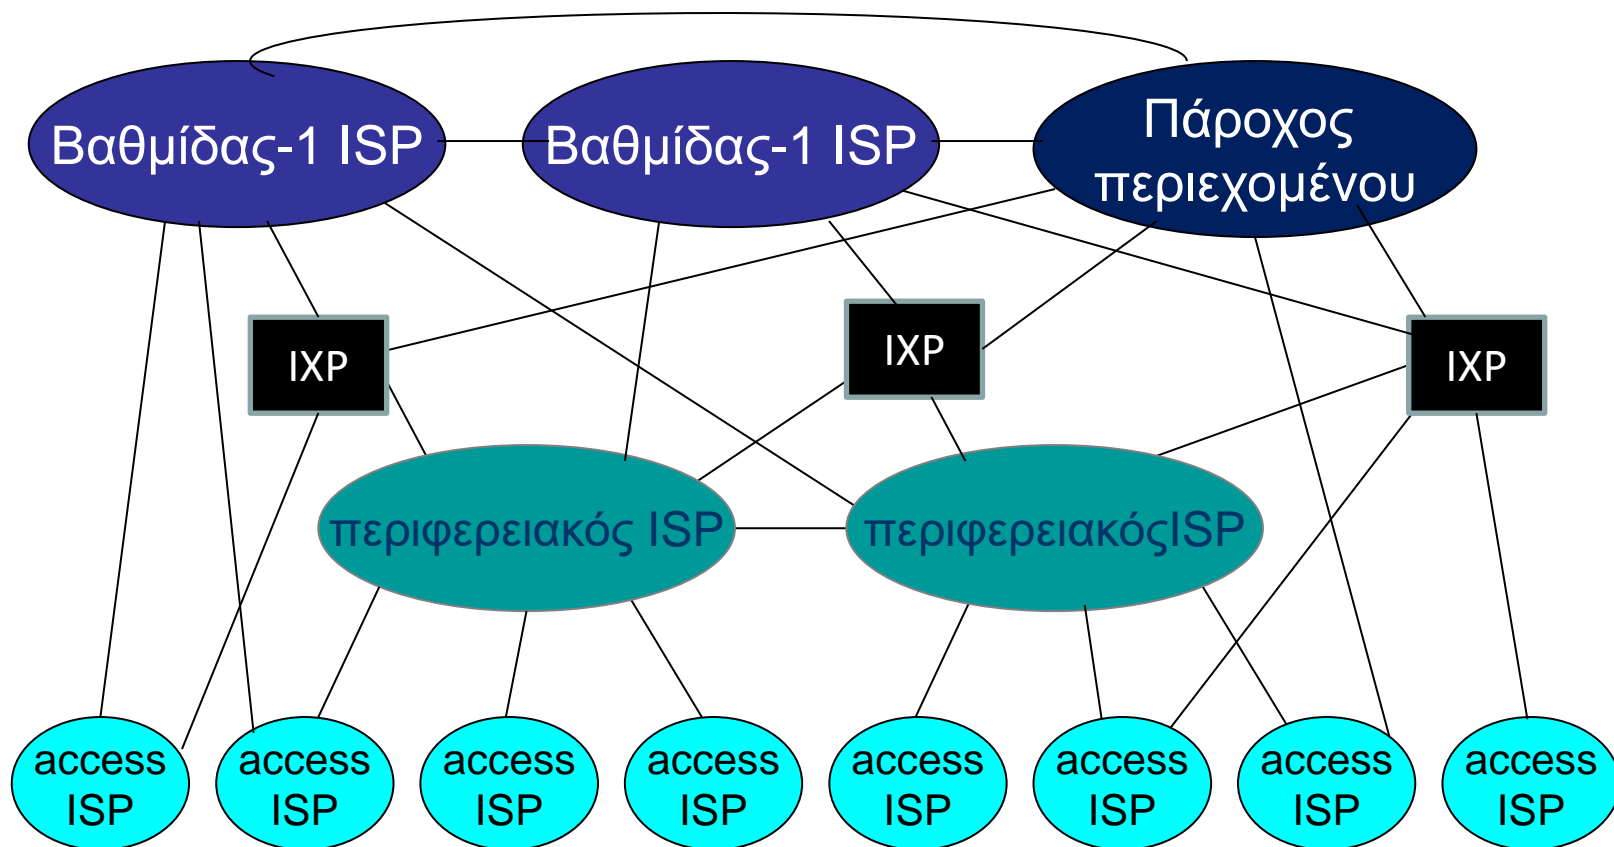 Βαθμίδας-1 ISP
Βαθμίδας-1 ISP
Πάροχος
περιεχομένου
IXP
IXP
IXP
περιφερειακός ISP
περιφερειακόςISP
access
ISP
access
ISP
access
ISP
access
ISP
access
ISP
access
ISP
access
ISP
access
ISP